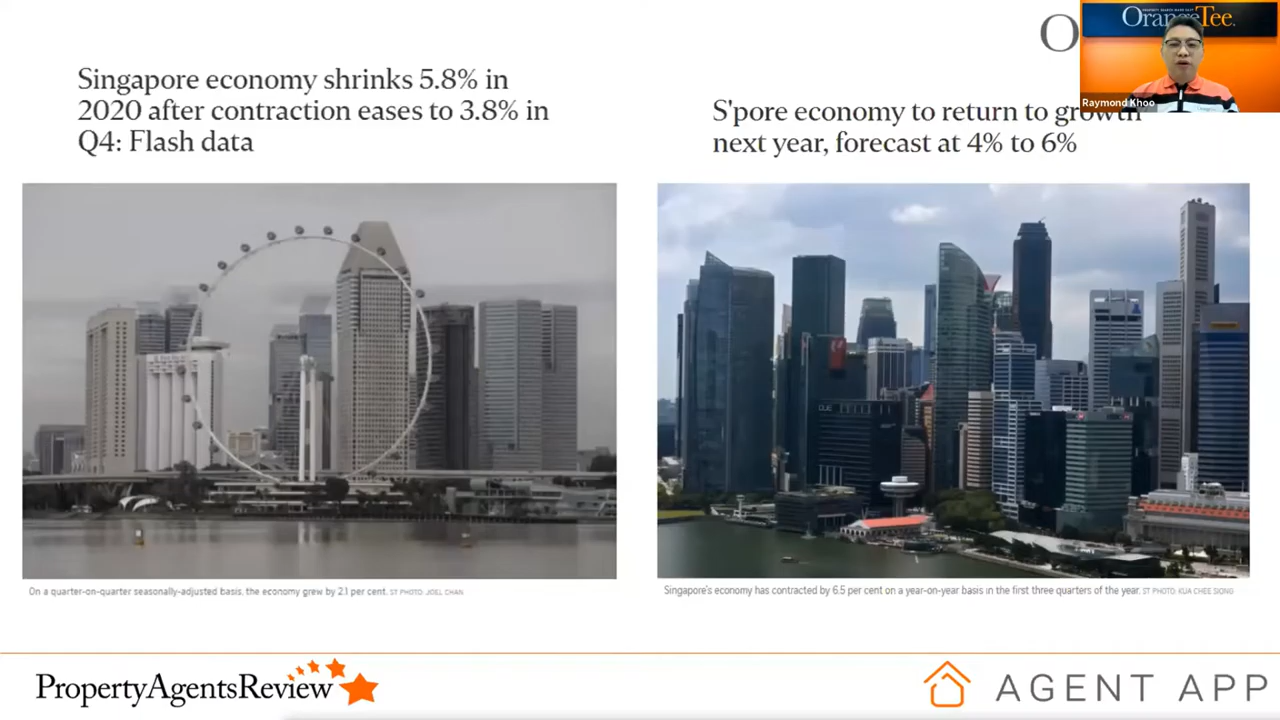 OrangeTee
O
Raymond Khoo
Singapore economy shrinks 5.8% in
2020 after contraction eases to 3.8% in
Q4: Flash data
S'pore economy to return to growth
next year, forecast at 4% to 6%
OUE
On a quarter-on-quarter seasonally-adjusted basis, the economy grew by 2.1 per cent. ST PHOTO: JOEL CHAN
Singapore's economy has contracted by 6.5 per cent on a year-on-year basis in the first three quarters of the year. ST PHOTO: KUA CHEE SIONG
PropertyAgentsReview
AGENT APP